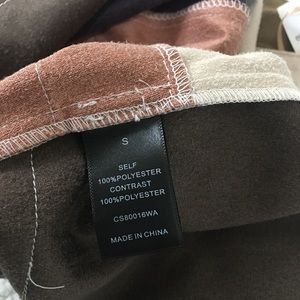 S
SELF
100%POLYESTER
CONTRAST
100%POLYESTER
CS80016WA
MADE IN CHINA